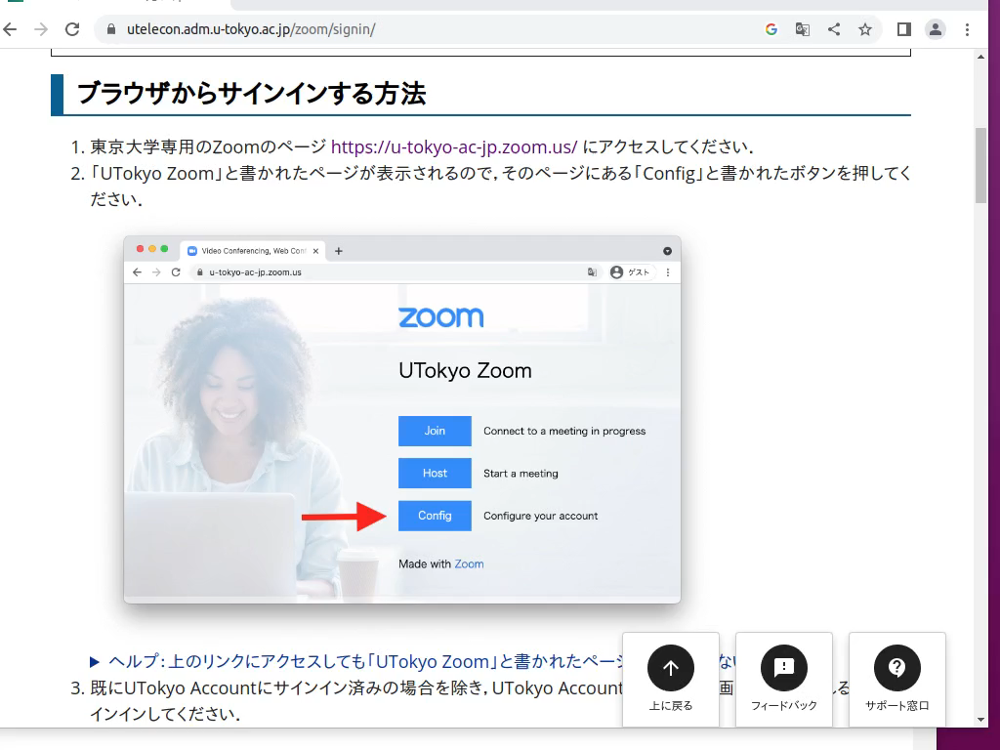 utelecon.adm.u-tokyo.ac.jp/zoom/signin/
ブラウザからサインインする方法
1. 東京大学専用のZoomのページ https://u-tokyo-ac-jp.zoom.us/ にアクセスしてください．
2. 「UTokyo Zoom」と書かれたページが表示されるので，そのページにある「Config」と書かれたボタンを押してく
ださい．
Video Conferencing, Web Con
u-tokyo-ac-jp.zoom.us
ゲスト
zoom
UTokyo Zoom
Join Connect to a meeting in progress
Host Start a meeting
Config Configure your account
Made with Zoom
▶ ヘルプ：上のリンクにアクセスしても「UTokyo Zoom」と書かれたペー
3. 既にUTokyo Accountにサインイン済みの場合を除き，UTokyo Account 画 る
インインしてください．
上に戻る
フィードバック
サポート窓口